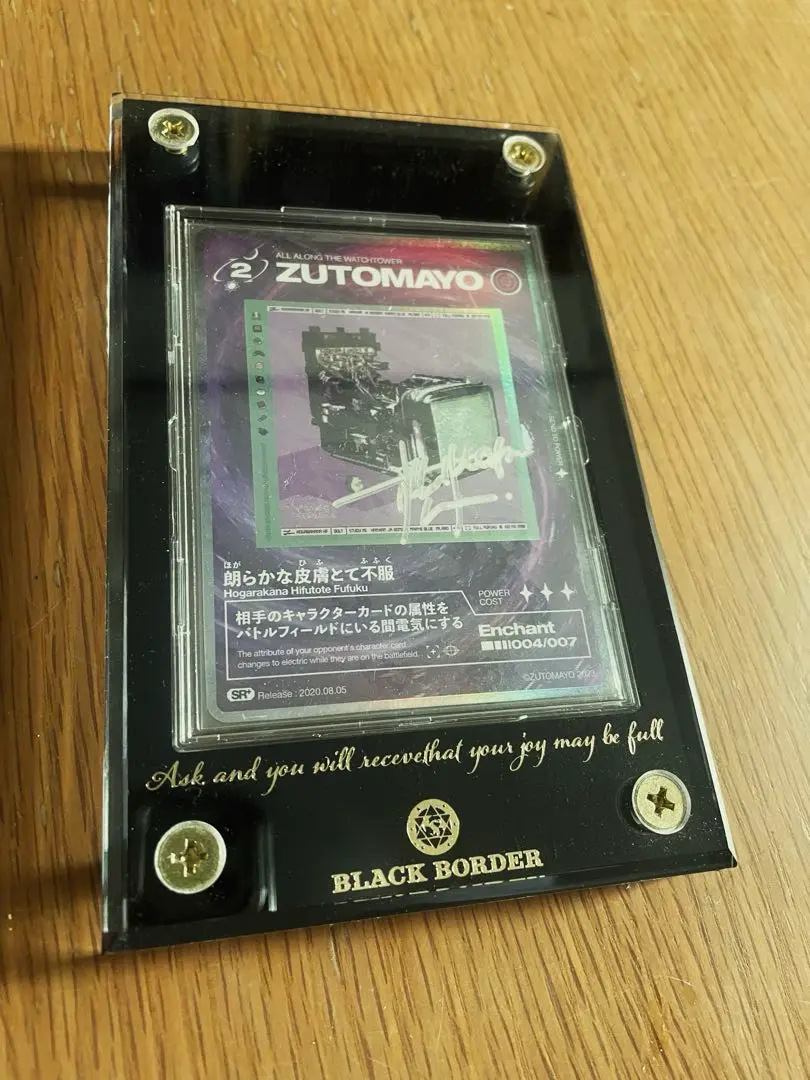 ALL ALONG THE WATCHTOWER
2 ZUTOMAYO
SEND TO POWER
ほが ひふ ふふく
朗らかな皮膚とて不服
Hogarakana Hifutote Fufuku
POWER
COST
相手のキャラクターカードの属性を
バトルフィールドにいる間電気にする
The attribute of your opponent's character card
changes to electric while they are on the battlefield.
Enchant
004/007
SR+ Release : 2020.08.05
©ZUTOMAYO 2023
Ask and you will recevethat your joy may be full
BLACK BORDER